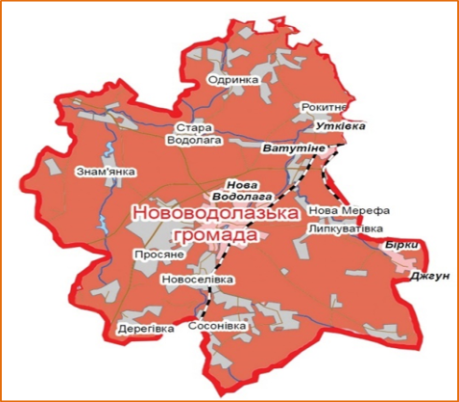 Одринка
Рокитне
Утківка
Стара
Водолага
Ватутіне
Знам'янка
Нова
Водолага
Нововодолазька
громада
Нова Мерефа
Липкуватівка
Бірки
Просяне
Джгун
Новоселівка
Дерегівка
Сосонівка